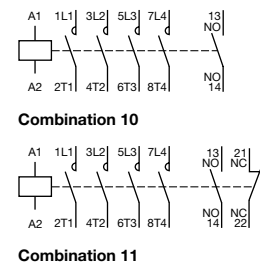 A1 1L1 3L2 5L3 7L4 13
NO
NO
A2 2T1 4T2 6T3 8T4 14
Combination 10
A1 1L1 3L2 5L3 7L4 13 21
NO NC
NO NC
A2 2T1 4T2 6T3 8T4 14 22
Combination 11